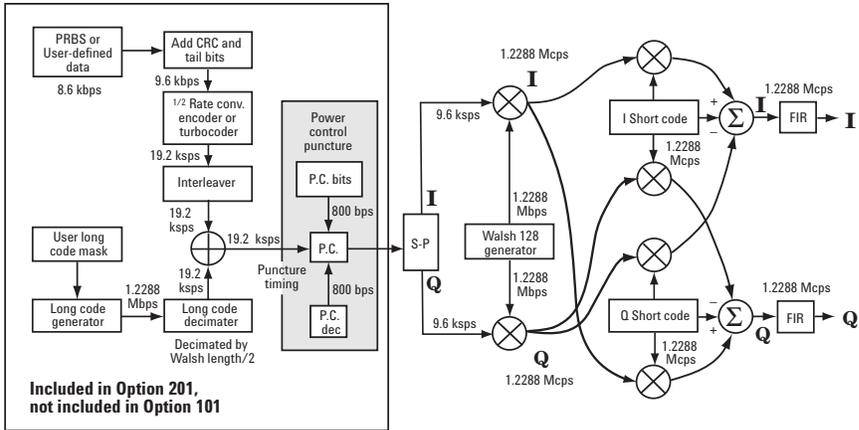 PRBS or
User-defined
data
8.6 kbps
Add CRC and
tail bits
9.6 kbps
1/2 Rate conv.
encoder or
turbocoder
19.2 ksps
Interleaver
19.2
ksps
19.2 ksps
19.2
ksps
User long
code mask
Long code
generator
1.2288
Mbps
Long code
decimater
Decimated by
Walsh length/2
Power
control
puncture
P.C. bits
800 bps
P.C.
Puncture
timing
800 bps
P.C.
dec
Included in Option 201,
not included in Option 101
I
S-P
Q
9.6 ksps
9.6 ksps
1.2288 Mcps
I
1.2288
Mbps
Walsh 128
generator
1.2288
Mbps
Q
1.2288 Mcps
I Short code
1.2288
Mcps
+
−
Σ
I
1.2288 Mcps
FIR
I
Q Short code
1.2288
Mcps
−
+
Σ
Q
1.2288 Mcps
FIR
Q